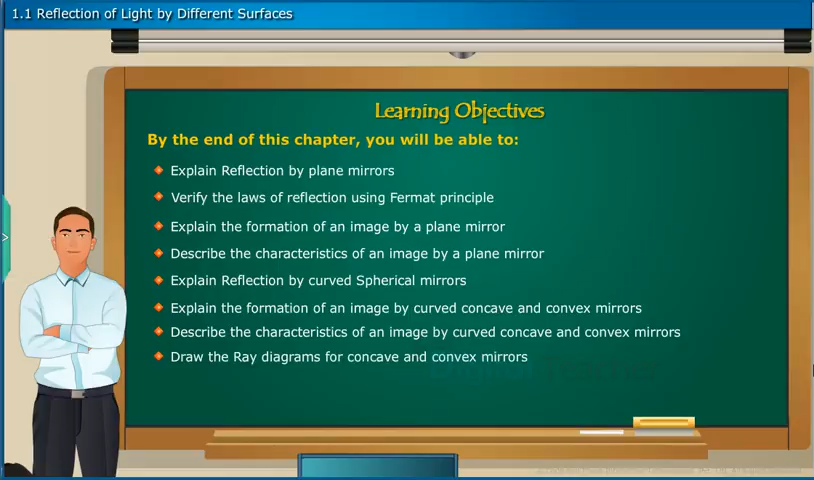 1.1 Reflection of Light by Different Surfaces
Learning Objectives
By the end of this chapter, you will be able to:
Explain Reflection by plane mirrors
Verify the laws of reflection using Fermat principle
Explain the formation of an image by a plane mirror
Describe the characteristics of an image by a plane mirror
Explain Reflection by curved Spherical mirrors
Explain the formation of an image by curved concave and convex mirrors
Describe the characteristics of an image by curved concave and convex mirrors
Draw the Ray diagrams for concave and convex mirrors
Teacher